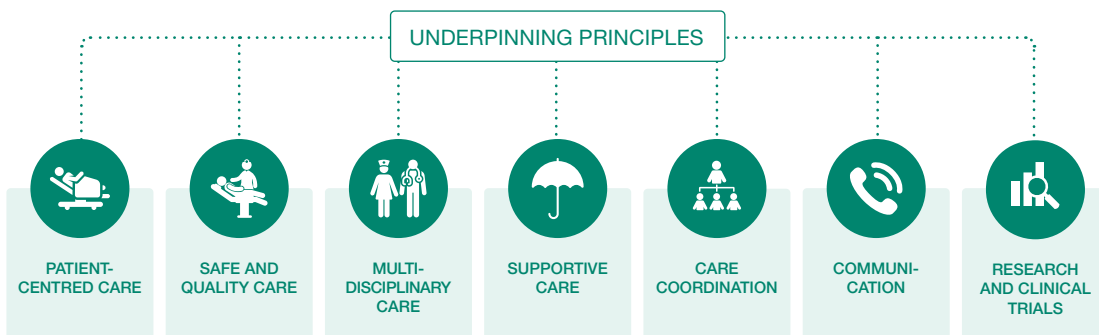 UNDERPINNING PRINCIPLES
PATIENT-
CENTRED CARE
SAFE AND
QUALITY CARE
MULTI-
DISCIPLINARY
CARE
SUPPORTIVE
CARE
CARE
COORDINATION
COMMUNI-
CATION
RESEARCH
AND CLINICAL
TRIALS